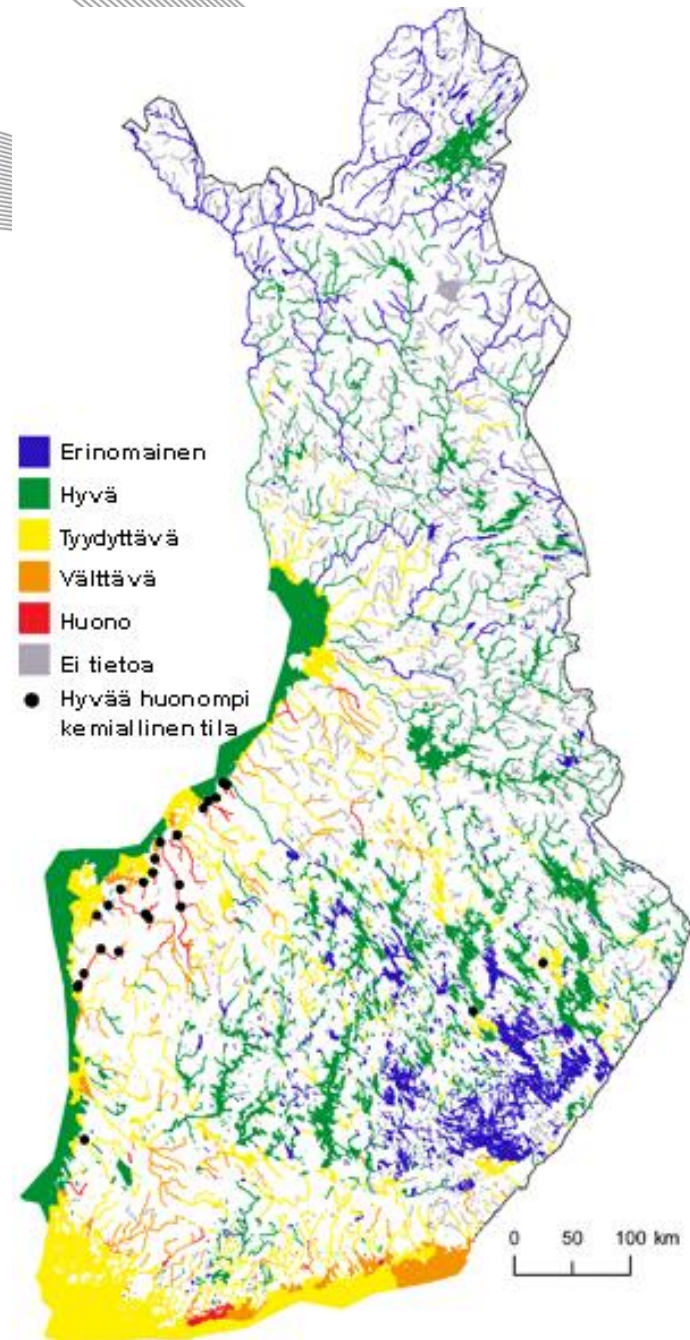 Erinomainen
Hyvä
Tyydyttävä
Välttävä
Huono
Ei tietoa
Hyvää huonompi
kemiallinen tila
0 50 100 km